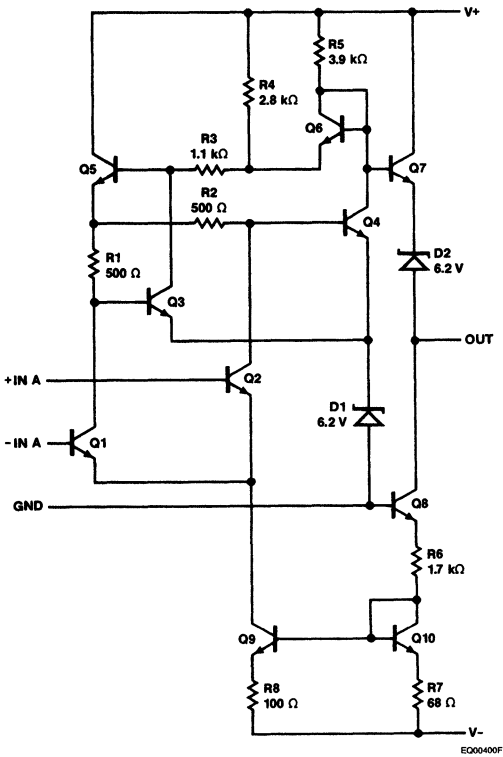 V+
R5
3.9 kΩ
R4
2.8 kΩ
Q6
R3
1.1 kΩ
Q5
Q7
R2
500 Ω
Q4
D2
6.2 V
R1
500 Ω
Q3
OUT
+IN A
Q2
D1
6.2 V
-IN A
Q1
GND
Q8
R6
1.7 kΩ
Q9
Q10
R8
100 Ω
R7
68 Ω
V-
EQ00400F